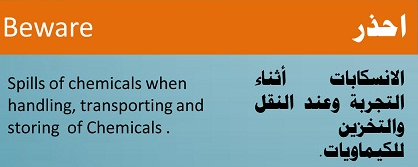 Beware
احذر
Spills of chemicals when
handling, transporting and
storing of Chemicals .
الانسكابات أثناء
التجربة وعند النقل
والتخزين
للكيماويات.